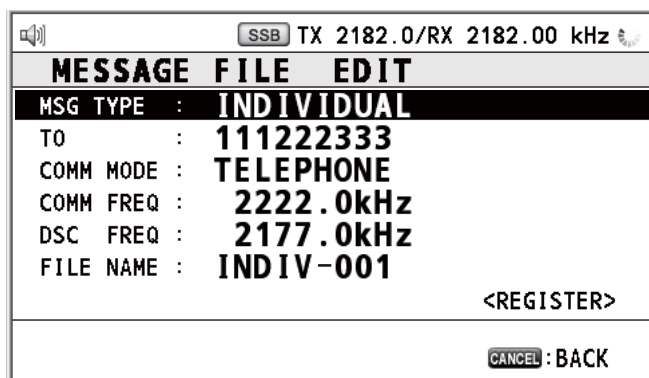 SSB TX 2182.0/RX 2182.00 kHz
MESSAGE FILE EDIT
MSG TYPE : INDIVIDUAL
TO : 111222333
COMM MODE : TELEPHONE
COMM FREQ : 2222.0kHz
DSC FREQ : 2177.0kHz
FILE NAME : INDIV-001
<REGISTER>
CANCEL : BACK